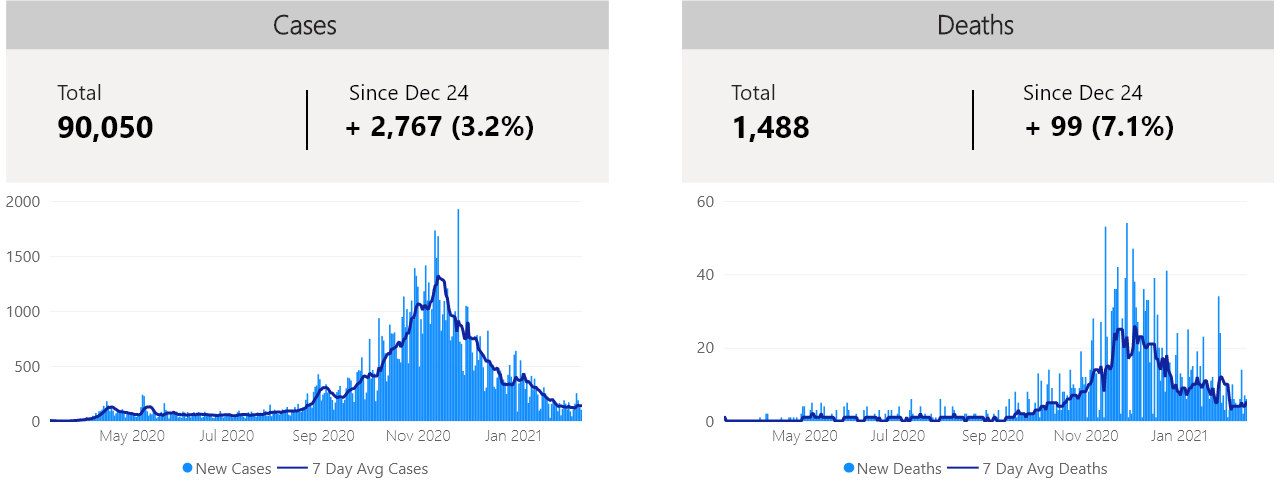 Cases
Total
Since Dec 24
90,050
+ 2,767 (3.2%)
2000
1500
1000
500
0
May 2020 Jul 2020 Sep 2020 Nov 2020 Jan 2021
New Cases 7 Day Avg Cases
Deaths
Total
Since Dec 24
1,488
+ 99 (7.1%)
60
40
20
0
May 2020 Jul 2020 Sep 2020 Nov 2020 Jan 2021
New Deaths 7 Day Avg Deaths